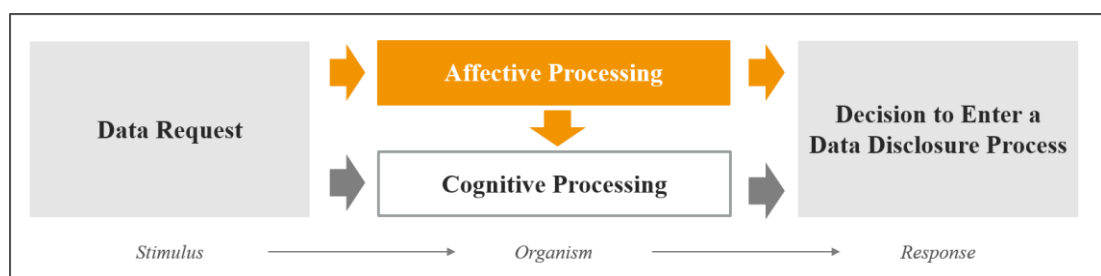 Affective Processing
Data Request
Decision to Enter a
Data Disclosure Process
Cognitive Processing
Stimulus
Organism
Response